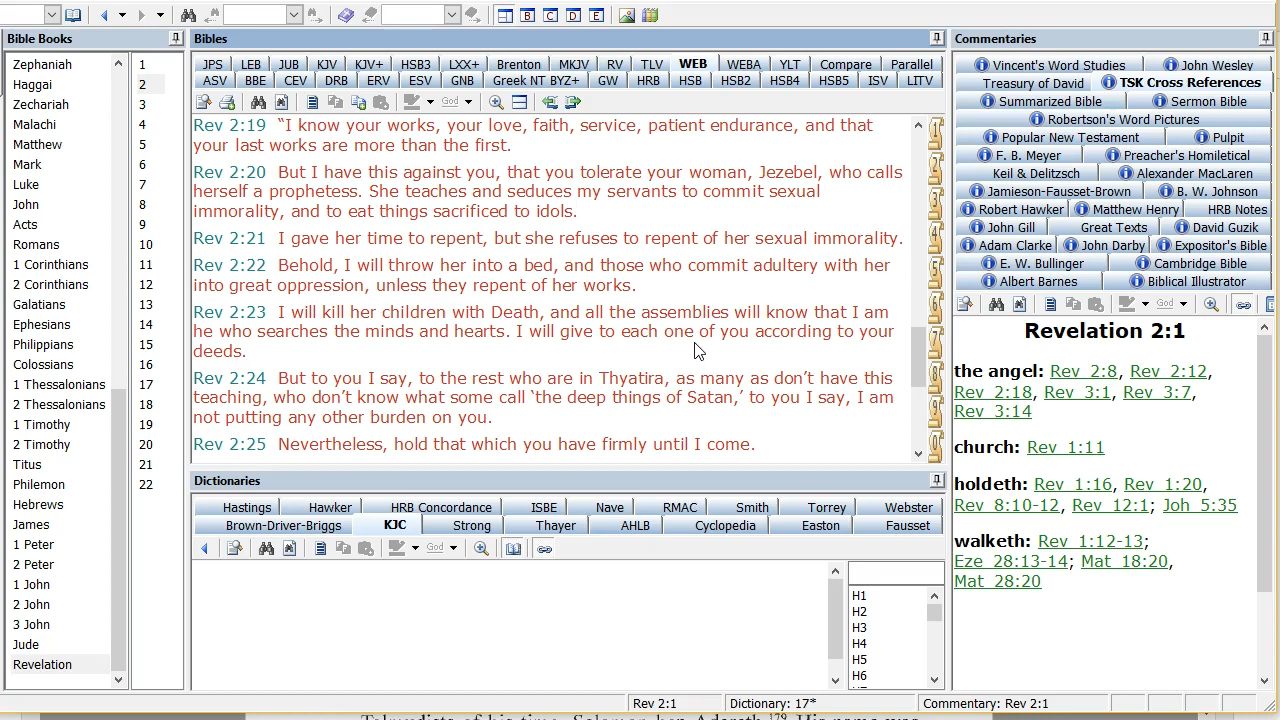 God
B
C
D
E
Bible Books
Bibles
Commentaries
Zephaniah
Haggai
Zechariah
Malachi
Matthew
Mark
Luke
John
Acts
Romans
1 Corinthians
2 Corinthians
Galatians
Ephesians
Philippians
Colossians
1 Thessalonians
2 Thessalonians
1 Timothy
2 Timothy
Titus
Philemon
Hebrews
James
1 Peter
2 Peter
1 John
2 John
3 John
Jude
Revelation
1
2
3
4
5
6
7
8
9
10
11
12
13
14
15
16
17
18
19
20
21
22
JPS LEB JUB KJV KJV+ HSB3 LXX+ Brenton MKJV RV TLV WEB WEBA YLT Compare Parallel
ASV BBE CEV DRB ERV ESV GNB Greek NT BYZ+ GW HRB HSB HSB2 HSB4 HSB5 ISV LITV
God
Rev 2:19 “I know your works, your love, faith, service, patient endurance, and that
your last works are more than the first.
Rev 2:20 But I have this against you, that you tolerate your woman, Jezebel, who calls
herself a prophetess. She teaches and seduces my servants to commit sexual
immorality, and to eat things sacrificed to idols.
Rev 2:21 I gave her time to repent, but she refuses to repent of her sexual immorality.
Rev 2:22 Behold, I will throw her into a bed, and those who commit adultery with her
into great oppression, unless they repent of her works.
Rev 2:23 I will kill her children with Death, and all the assemblies will know that I am
he who searches the minds and hearts. I will give to each one of you according to your
deeds.
Rev 2:24 But to you I say, to the rest who are in Thyatira, as many as don’t have this
teaching, who don’t know what some call ‘the deep things of Satan,’ to you I say, I am
not putting any other burden on you.
Rev 2:25 Nevertheless, hold that which you have firmly until I come.
1
2
3
4
5
6
7
8
9
0
Dictionaries
Hastings Hawker HRB Concordance ISBE Nave RMAC Smith Torrey Webster
Brown-Driver-Briggs KJC Strong Thayer AHLB Cyclopedia Easton Fausset
God
H1
H2
H3
H4
H5
H6
Vincent's Word Studies John Wesley
Treasury of David TSK Cross References
Summarized Bible Sermon Bible
Robertson's Word Pictures
Popular New Testament Pulpit
F. B. Meyer Preacher's Homiletical
Keil & Delitzsch Alexander MacLaren
Jamieson-Fausset-Brown B. W. Johnson
Robert Hawker Matthew Henry HRB Notes
John Gill Great Texts David Guzik
Adam Clarke John Darby Expositor's Bible
E. W. Bullinger Cambridge Bible
Albert Barnes Biblical Illustrator
God
Revelation 2:1
the angel: Rev 2:8, Rev 2:12,
Rev 2:18, Rev 3:1, Rev 3:7,
Rev 3:14
church: Rev 1:11
holdeth: Rev 1:16, Rev 1:20,
Rev 8:10-12, Rev 12:1; Joh 5:35
walketh: Rev 1:12-13;
Eze 28:13-14; Mat 18:20,
Mat 28:20
Rev 2:1
Dictionary: 17*
Commentary: Rev 2:1